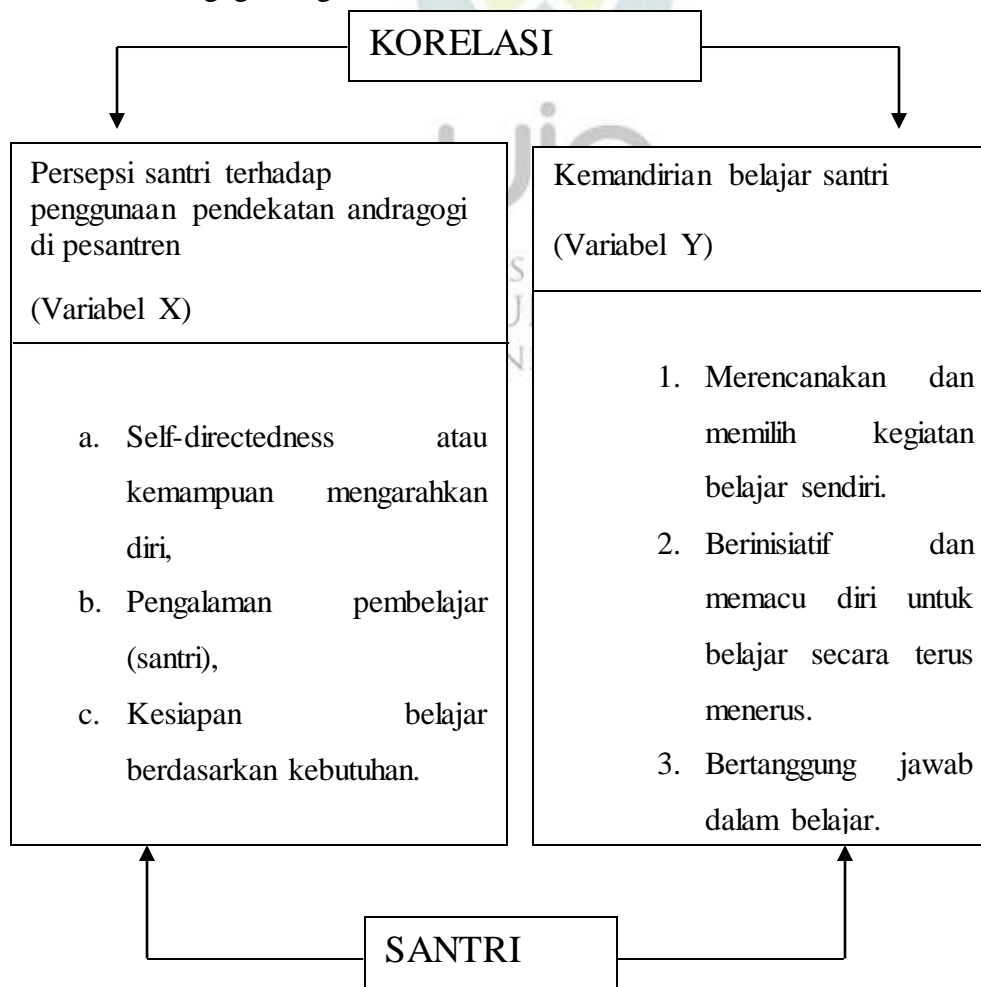 KORELASI
Persepsi santri terhadap
penggunaan pendekatan andragogi
di pesantren
(Variabel X)
a. Self-directedness atau
kemampuan mengarahkan
diri,
b. Pengalaman pembelajar
(santri),
c. Kesiapan belajar
berdasarkan kebutuhan.
Kemandirian belajar santri
(Variabel Y)
1. Merencanakan dan
memilih kegiatan
belajar sendiri.
2. Berinisiatif dan
memacu diri untuk
belajar secara terus
menerus.
3. Bertanggung jawab
dalam belajar.
SANTRI